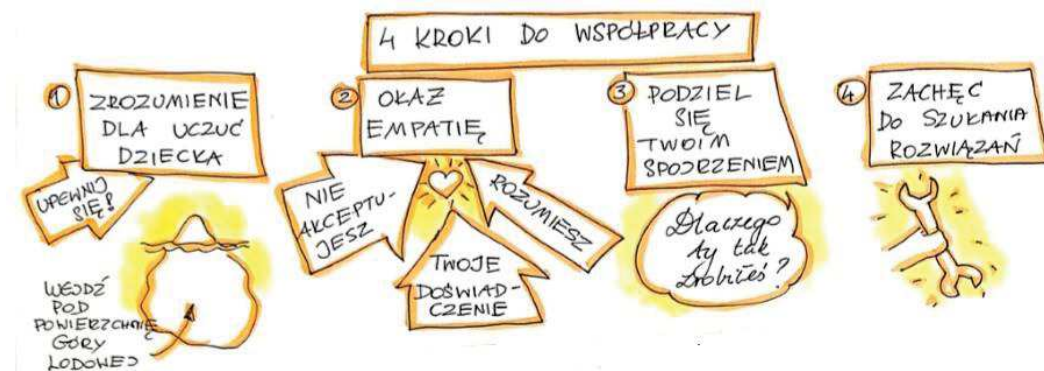 4 KROKI DO WSPÓŁPRACY
1
ZROZUMIENIE
DLA UCZUĆ
DZIECKA
UPEWNIJ
SIĘ!
WEJDŹ
POD
POWIERZCHNIĘ
GÓRY
LODOWEJ
2
OKAŻ
EMPATIĘ
NIE
AKCEPTU-
JESZ
TWOJE
DOŚWIAD-
CZENIE
ROZUMIESZ
3
PODZIEL
SIĘ
TWOIM
SPOJRZENIEM
Dlaczego
Ty tak
zrobiłeś?
4
ZACHĘĆ
DO SZUKANIA
ROZWIĄZAŃ